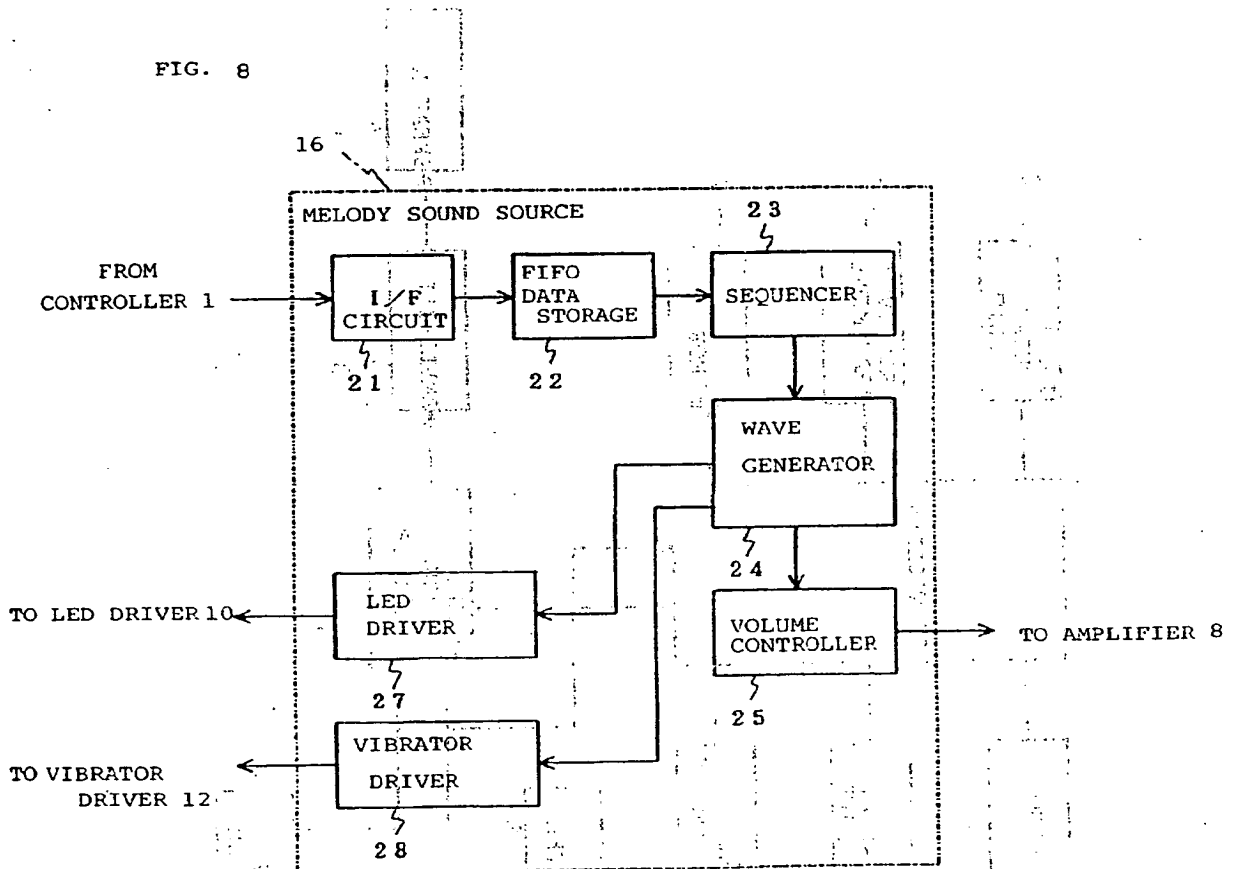 FIG. 8
16
MELODY SOUND SOURCE
23
FROM
CONTROLLER 1
I/F
CIRCUIT
FIFO
DATA
STORAGE
SEQUENCER
21
22
WAVE
GENERATOR
24
TO LED DRIVER 10
LED
DRIVER
VOLUME
CONTROLLER
TO AMPLIFIER 8
27
25
TO VIBRATOR
DRIVER 12
VIBRATOR
DRIVER
28